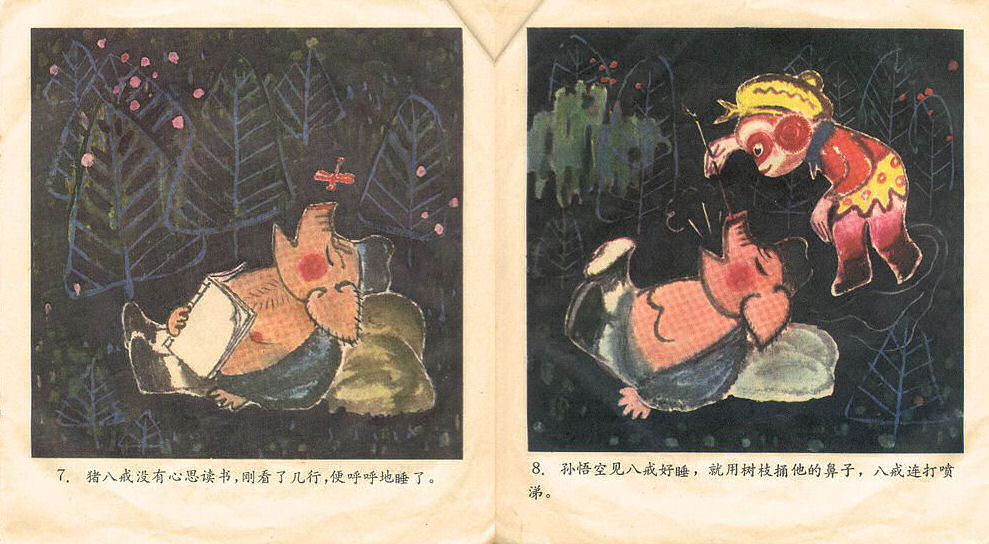 7. 猪八戒没有心思读书,刚看了几行,便呼呼地睡了。
8. 孙悟空见八戒好睡，就用树枝捅他的鼻子，八戒连打喷
涕。